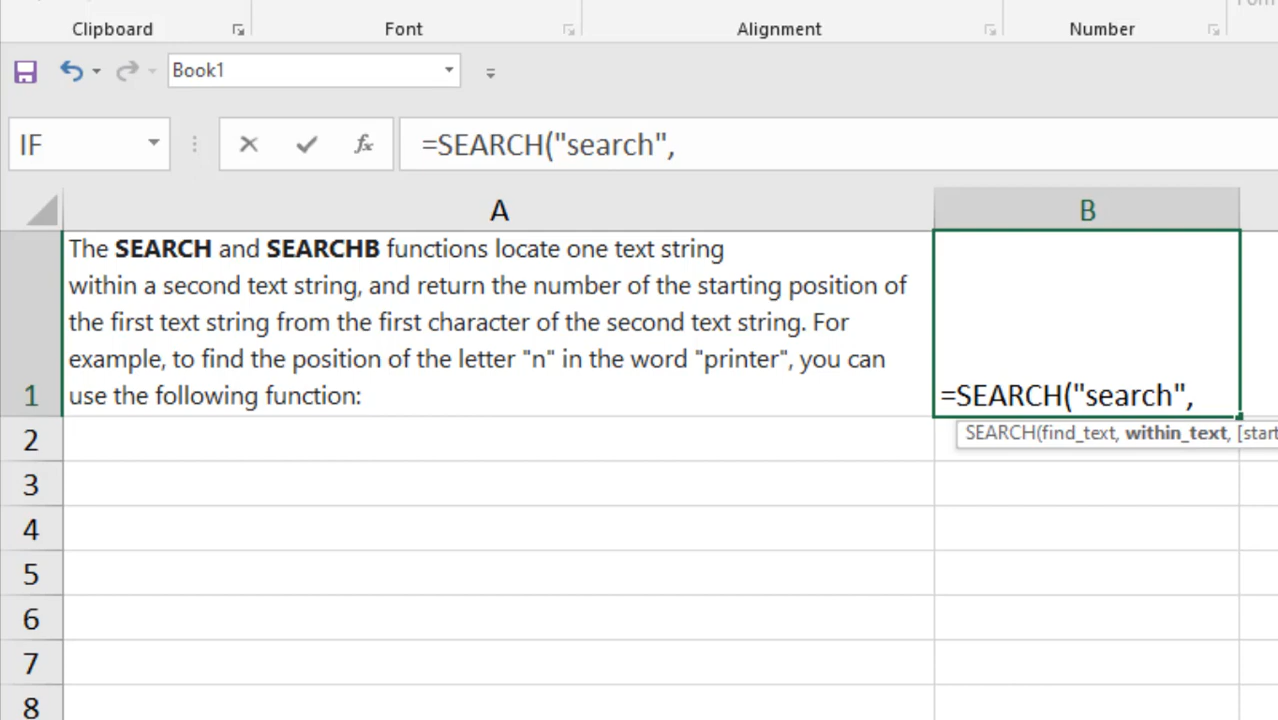 Clipboard Font Alignment Number
Book1
IF =SEARCH("search",
A B
The SEARCH and SEARCHB functions locate one text string
within a second text string, and return the number of the starting position of
the first text string from the first character of the second text string. For
example, to find the position of the letter "n" in the word "printer", you can
use the following function:
1 =SEARCH("search",
SEARCH(find_text, within_text, [start
2
3
4
5
6
7
8